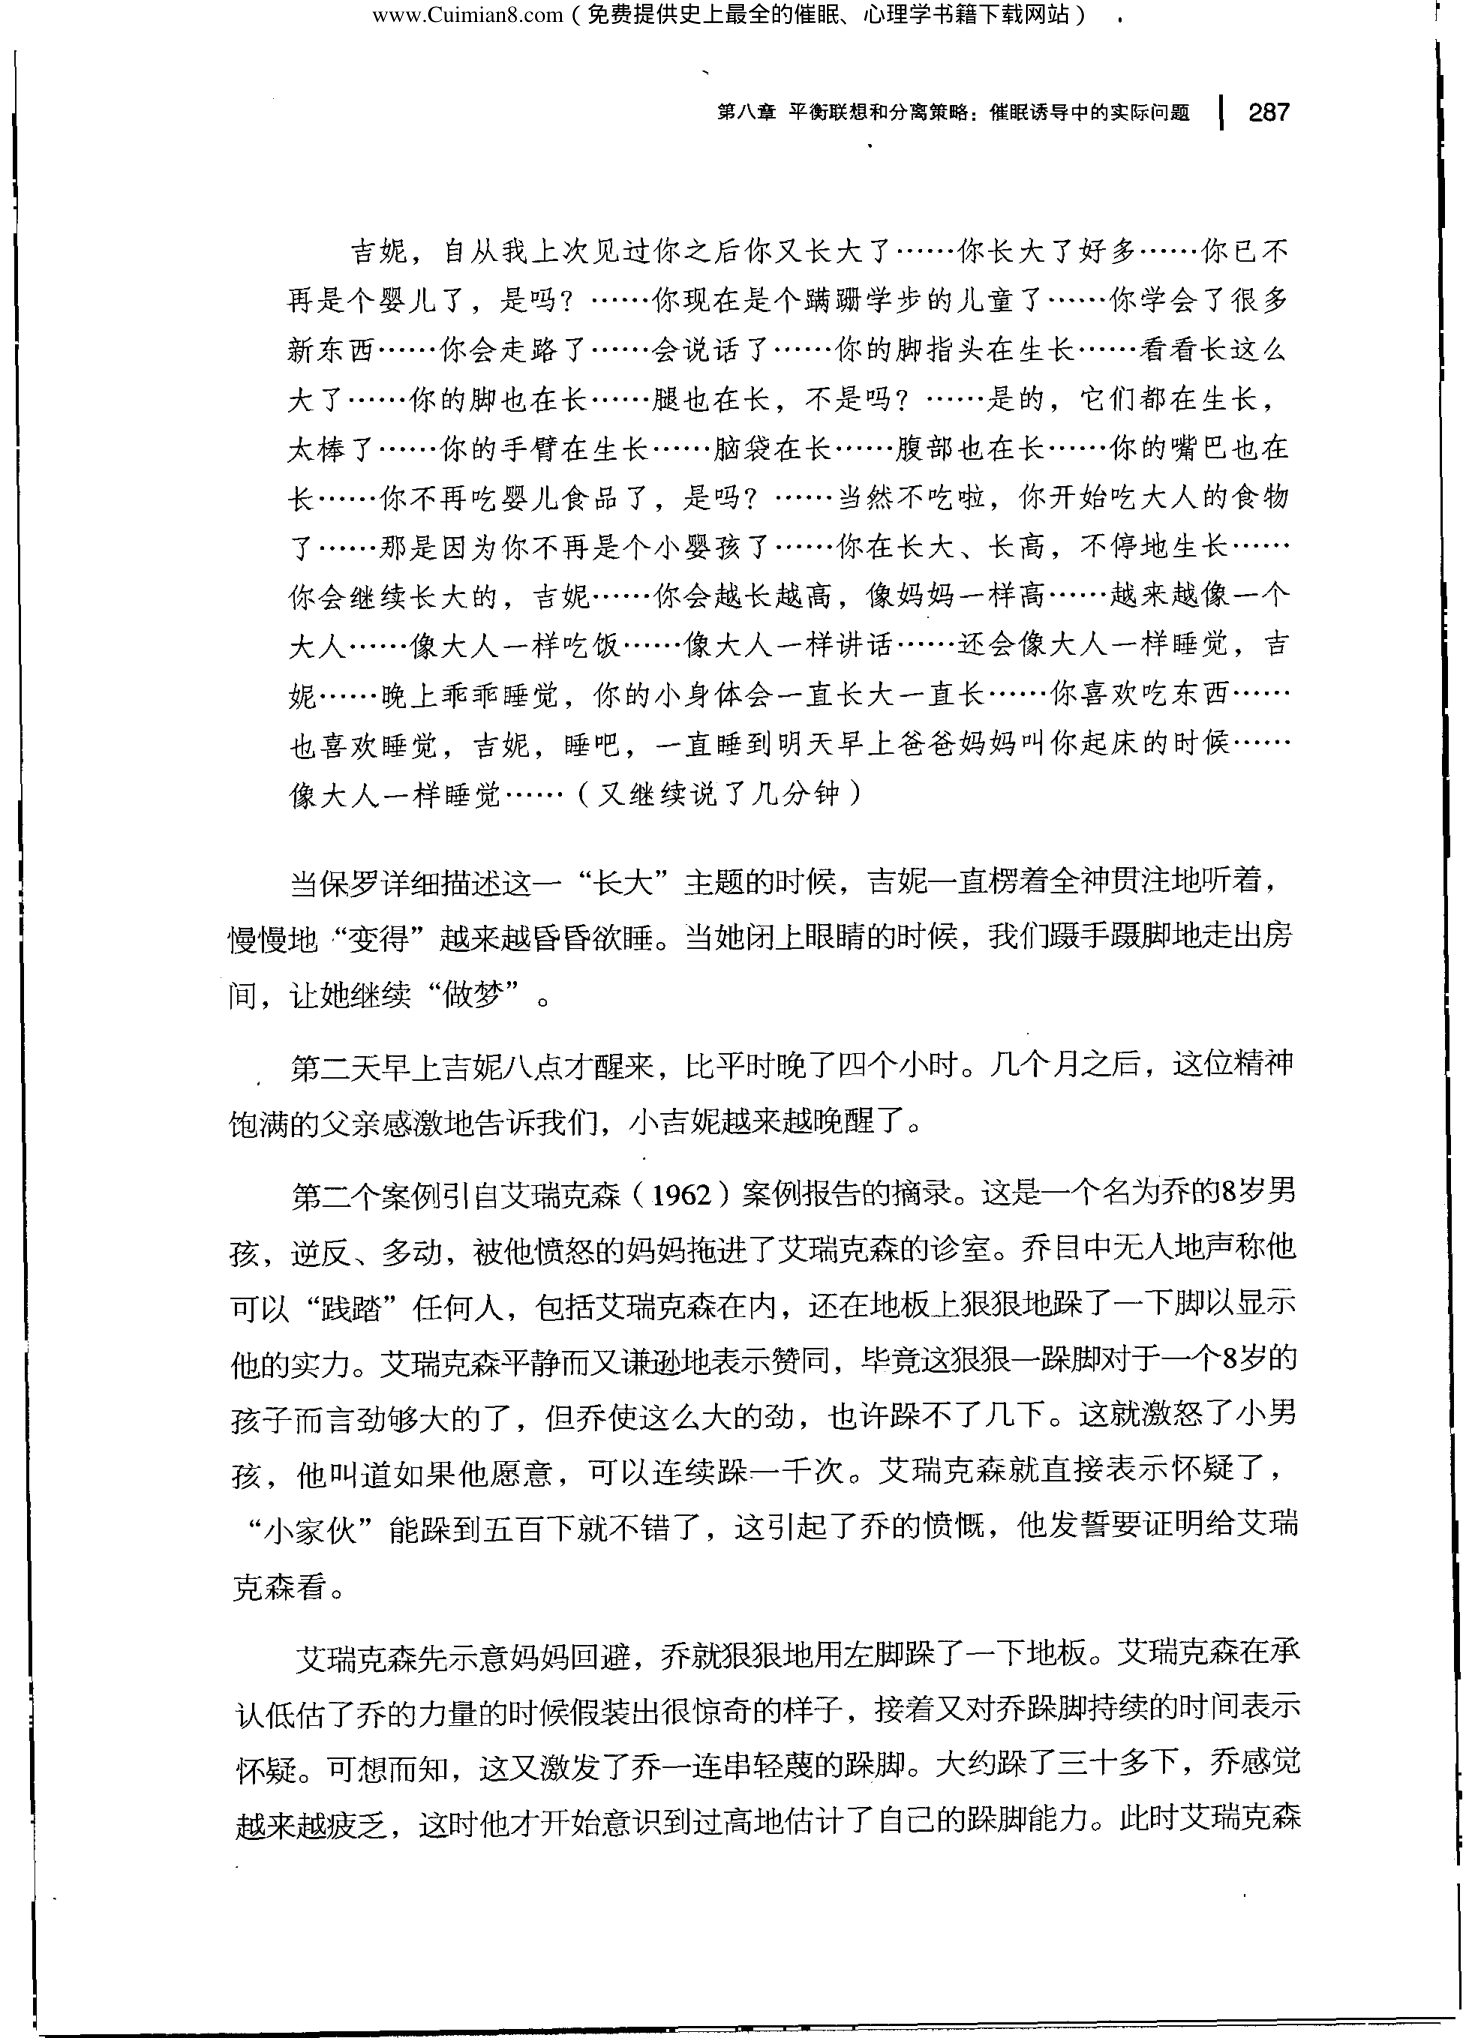 www.Cuimian8.com（免费提供史上最全的催眠、心理学书籍下载网站）
第八章 平衡联想和分离策略：催眠诱导中的实际问题 287
吉妮，自从我上次见过你之后你又长大了……你长大了好多……你已不
再是个婴儿了，是吗？……你现在是个蹒跚学步的儿童了……你学会了很多
新东西……你会走路了……会说话了……你的脚指头在生长……看看长这么
大了……你的脚也在长……腿也在长，不是吗？……是的，它们都在生长，
太棒了……你的手臂在生长……脑袋在长……腹部也在长……你的嘴巴也在
长……你不再吃婴儿食品了，是吗？……当然不吃啦，你开始吃大人的食物
了……那是因为你不再是个小婴孩了……你在长大、长高，不停地生长……
你会继续长大的，吉妮……你会越长越高，像妈妈一样高……越来越像一个
大人……像大人一样吃饭……像大人一样讲话……还会像大人一样睡觉，吉
妮……晚上乖乖睡觉，你的小身体会一直长大一直长……你喜欢吃东西……
也喜欢睡觉，吉妮，睡吧，一直睡到明天早上爸爸妈妈叫你起床的时候……
像大人一样睡觉……（又继续说了几分钟）
当保罗详细描述这一“长大”主题的时候，吉妮一直楞着全神贯注地听着，
慢慢地“变得”越来越昏昏欲睡。当她闭上眼睛的时候，我们蹑手蹑脚地走出房
间，让她继续“做梦”。
第二天早上吉妮八点才醒来，比平时晚了四个小时。几个月之后，这位精神
饱满的父亲感激地告诉我们，小吉妮越来越晚醒了。
第二个案例引自艾瑞克森（1962）案例报告的摘录。这是一个名为乔的8岁男
孩，逆反、多动，被他愤怒的妈妈拖进了艾瑞克森的诊室。乔目中无人地声称他
可以“践踏”任何人，包括艾瑞克森在内，还在地板上狠狠地跺了一下脚以显示
他的实力。艾瑞克森平静而又谦逊地表示赞同，毕竟这狠狠一跺脚对于一个8岁的
孩子而言劲够大的了，但乔使这么大的劲，也许跺不了几下。这就激怒了小男
孩，他叫道如果他愿意，可以连续跺一千次。艾瑞克森就直接表示怀疑了，
“小家伙”能跺到五百下就不错了，这引起了乔的愤慨，他发誓要证明给艾瑞
克森看。
艾瑞克森先示意妈妈回避，乔就狠狠地用左脚跺了一下地板。艾瑞克森在承
认低估了乔的力量的时候假装出很惊奇的样子，接着又对乔跺脚持续的时间表示
怀疑。可想而知，这又激发了乔一连串轻蔑的跺脚。大约跺了三十多下，乔感觉
越来越疲乏，这时他才开始意识到过高地估计了自己的跺脚能力。此时艾瑞克森